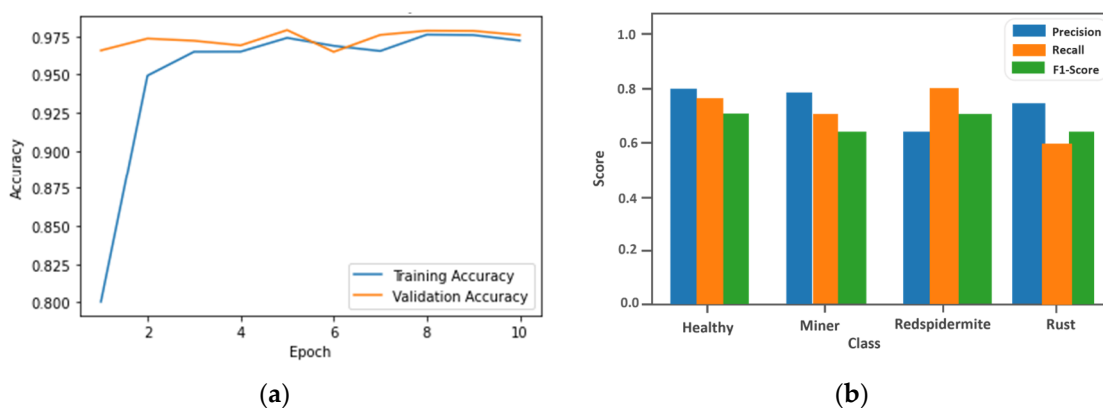 0.975
0.950
0.925
0.900
0.875
0.850
0.825
0.800
Accuracy
Training Accuracy
Validation Accuracy
2 4 6 8 10
Epoch
(a)
1.0
0.8
0.6
0.4
0.2
0.0
Score
Precision
Recall
F1-Score
Healthy Miner Redspidermite Rust
Class
(b)